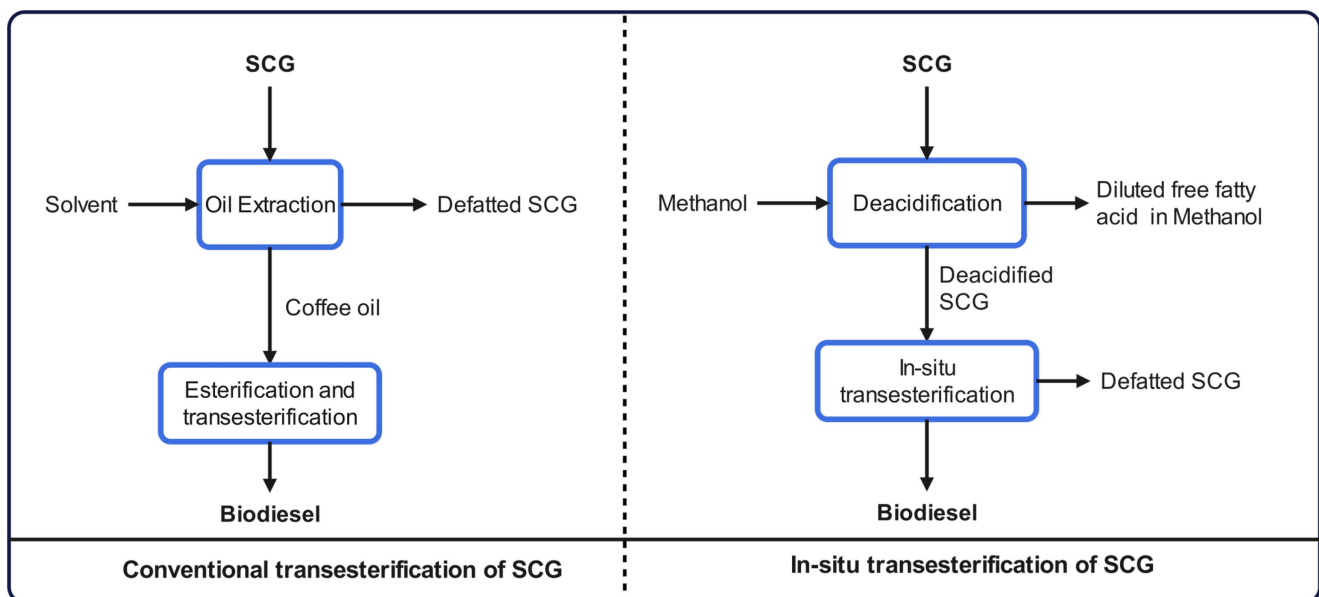 SCG
Solvent
Oil Extraction
Defatted SCG
Coffee oil
Esterification and
transesterification
Biodiesel
Conventional transesterification of SCG
SCG
Methanol
Deacidification
Diluted free fatty
acid in Methanol
Deacidified
SCG
In-situ
transesterification
Defatted SCG
Biodiesel
In-situ transesterification of SCG